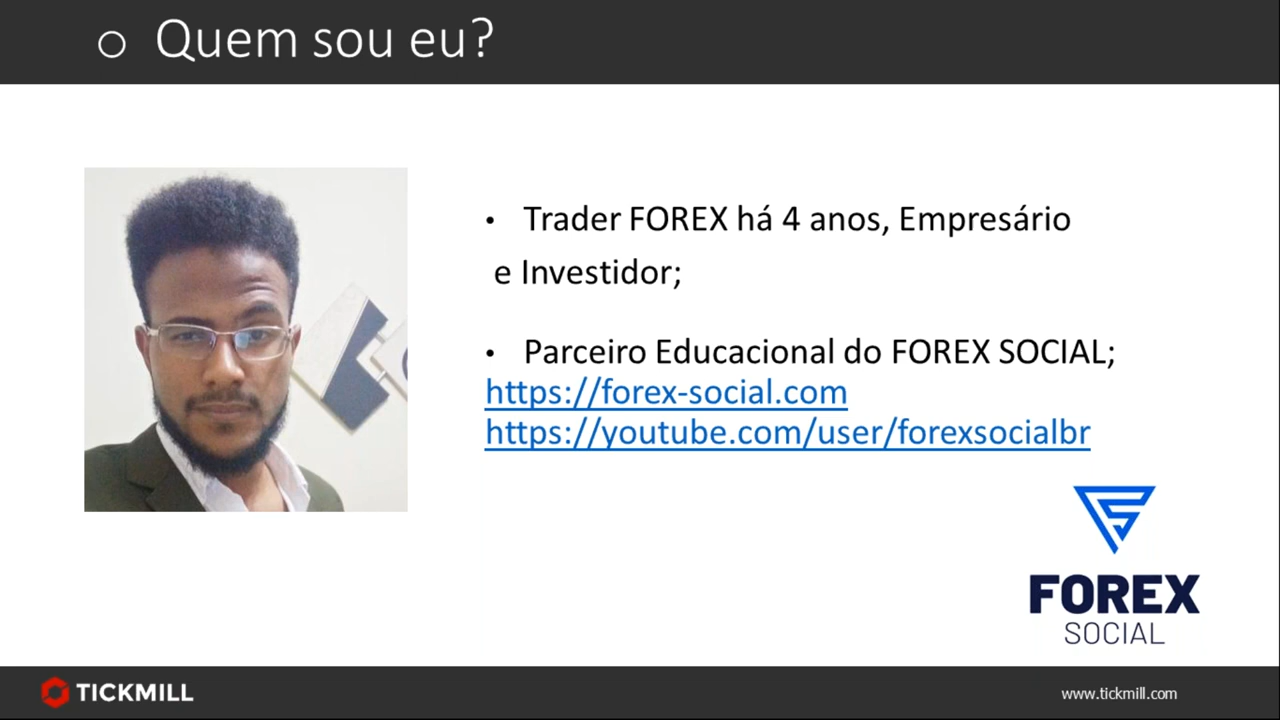 o Quem sou eu?
• Trader FOREX há 4 anos, Empresário
e Investidor;
• Parceiro Educacional do FOREX SOCIAL;
https://forex-social.com
https://youtube.com/user/forexsocialbr
FOREX
SOCIAL
TICKMILL
www.tickmill.com